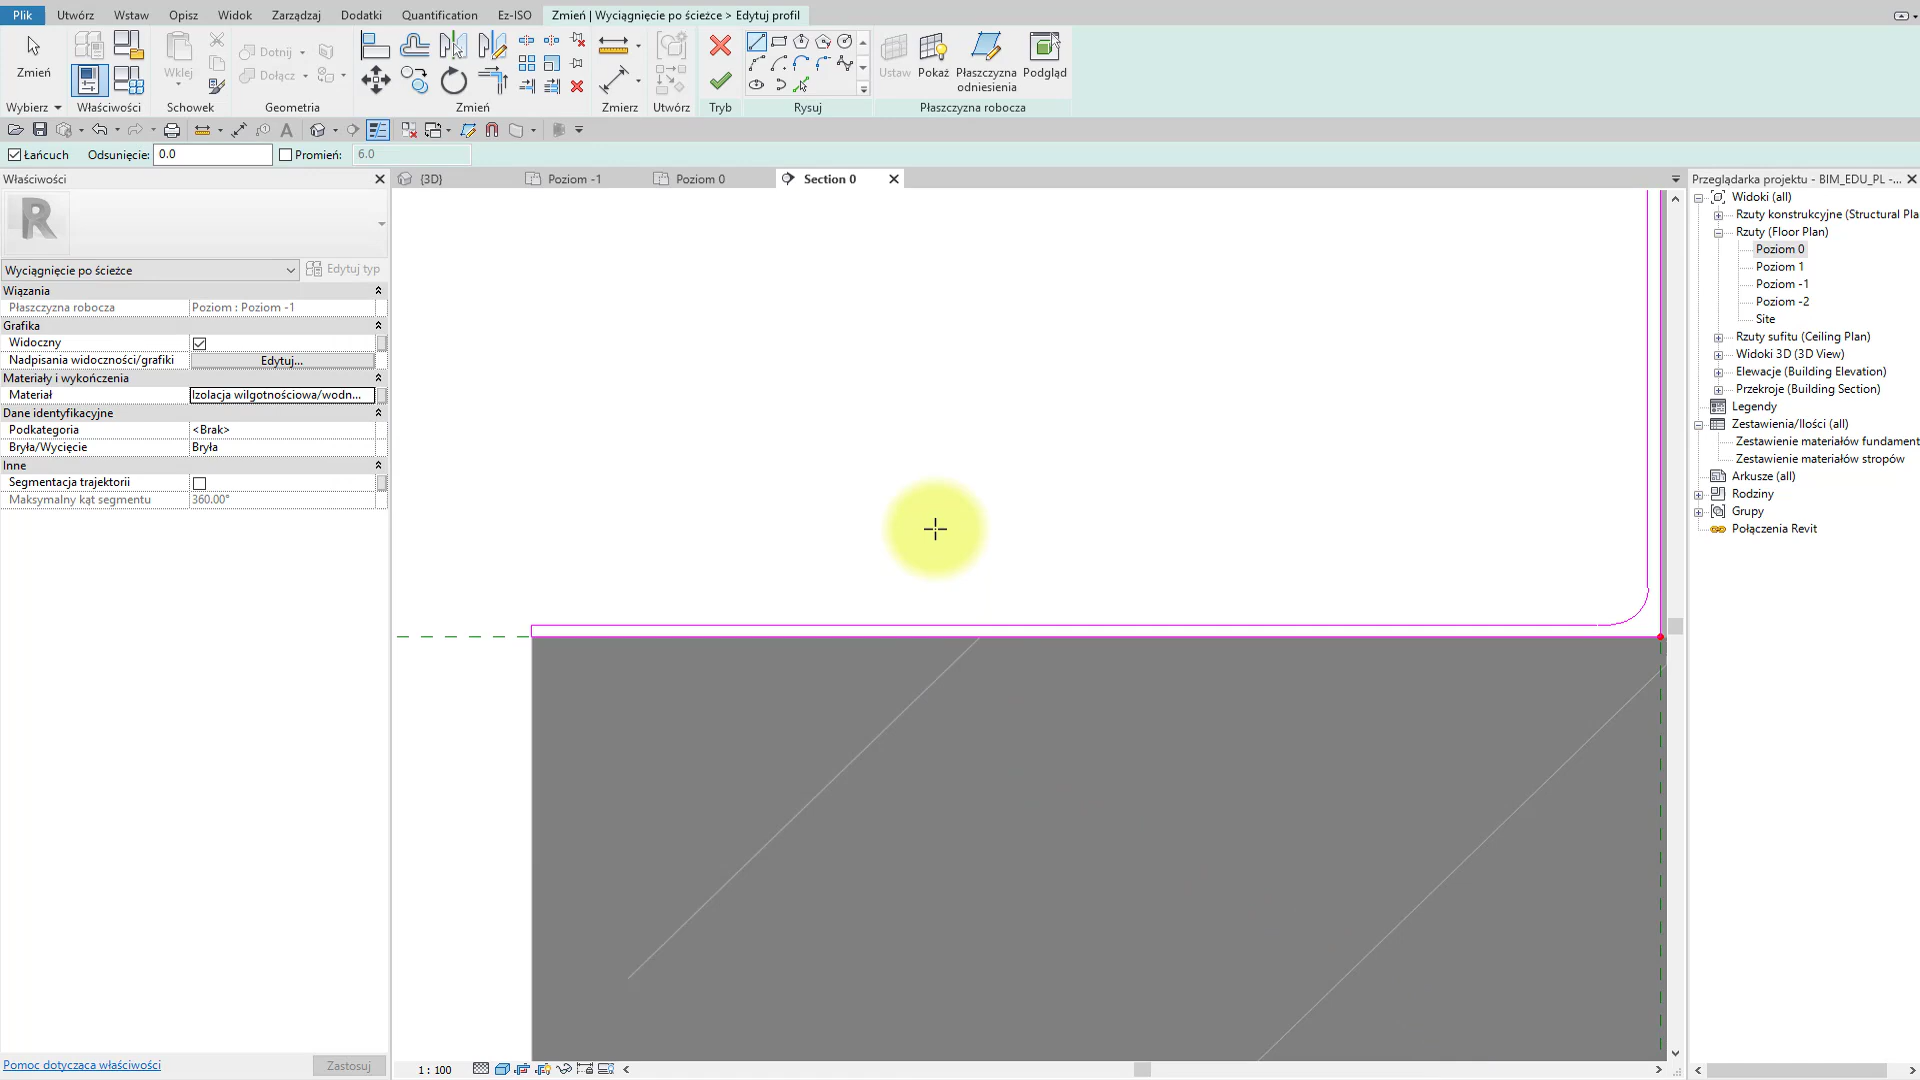 Plik Utwórz Wstaw Opisz Widok Zarządzaj Dodatki Quantification Ez-ISO Zmień | Wyciągnięcie po ścieżce > Edytuj profil
Zmień Wklej Dotnij Dołącz Ustaw Pokaż Płaszczyzna odniesienia Podgląd
Wybierz Właściwości Schowek Geometria Zmień Zmierz Utwórz Tryb Rysuj Płaszczyzna robocza
Łańcuch Odsunięcie: 0.0 Promień: 6.0
Właściwości
{3D} Poziom -1 Poziom 0 Section 0
Wyciągnięcie po ścieżce Edytuj typ
Wiązania
Płaszczyzna robocza Poziom : Poziom -1
Grafika
Widoczny
Nadpisania widoczności/grafiki Edytuj...
Materiały i wykończenia
Materiał Izolacja wilgotnościowa/wodn...
Dane identyfikacyjne
Podkategoria <Brak>
Bryła/Wycięcie Bryła
Inne
Segmentacja trajektorii
Maksymalny kąt segmentu 360.00°
Pomoc dotycząca właściwości Zastosuj
1 : 100
Przeglądarka projektu - BIM_EDU_PL -...
Widoki (all)
Rzuty konstrukcyjne (Structural Pla
Rzuty (Floor Plan)
Poziom 0
Poziom 1
Poziom -1
Poziom -2
Site
Rzuty sufitu (Ceiling Plan)
Widoki 3D (3D View)
Elewacje (Building Elevation)
Przekroje (Building Section)
Legendy
Zestawienia/Ilości (all)
Zestawienie materiałów fundament
Zestawienie materiałów stropów
Arkusze (all)
Rodziny
Grupy
Połączenia Revit